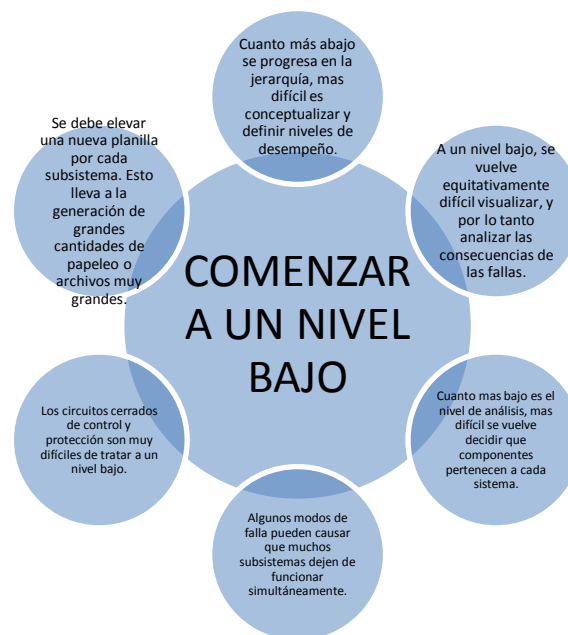 Cuanto más abajo
se progresa en la
jerarquía, mas
difícil es
conceptualizar y
definir niveles de
desempeño.
A un nivel bajo, se
vuelve
equitativamente
difícil visualizar, y
por lo tanto
analizar las
consecuencias de
las fallas.
Cuanto mas bajo es el
nivel de análisis, mas
difícil se vuelve
decidir que
componentes
pertenecen a cada
sistema.
Algunos modos de
falla pueden causar
que muchos
subsistemas dejen de
funcionar
simultáneamente.
Los circuitos cerrados
de control y
protección son muy
difíciles de tratar a un
nivel bajo.
Se debe elevar
una nueva planilla
por cada
subsistema. Esto
lleva a la
generación de
grandes
cantidades de
papeleo o
archivos muy
grandes.
COMENZAR
A UN NIVEL
BAJO